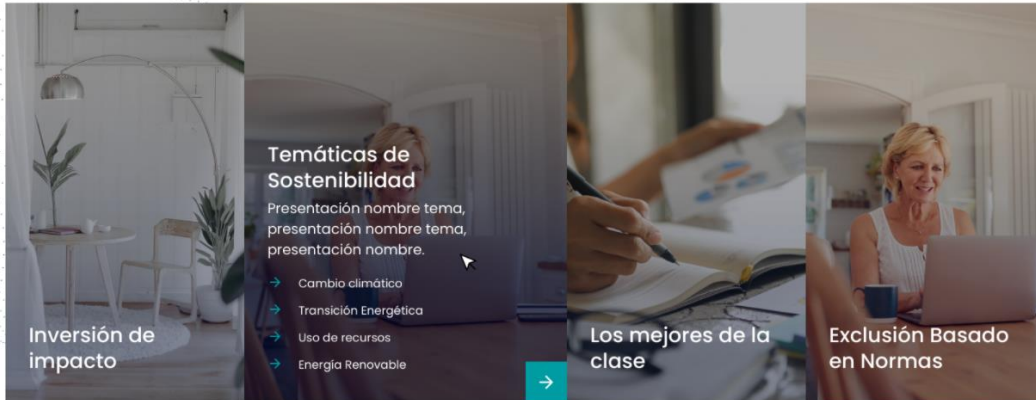 Inversión de
impacto
Temáticas de
Sostenibilidad
Presentación nombre tema,
presentación nombre tema,
presentación nombre.
Cambio climático
Transición Energética
Uso de recursos
Energía Renovable
Los mejores de la
clase
Exclusión Basado
en Normas